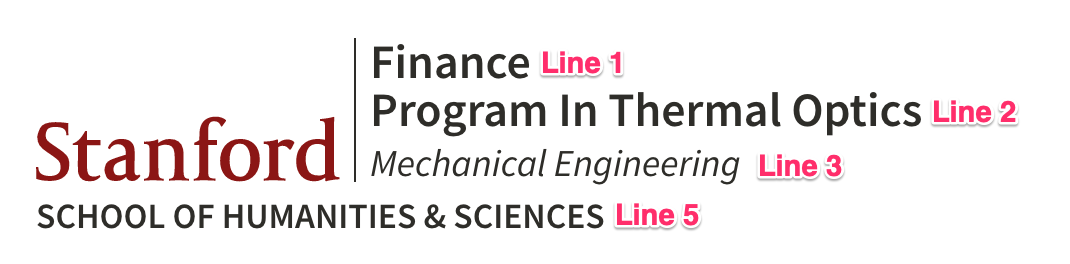 Finance Line 1
Program In Thermal Optics Line 2
Stanford
Mechanical Engineering Line 3
SCHOOL OF HUMANITIES & SCIENCES Line 5